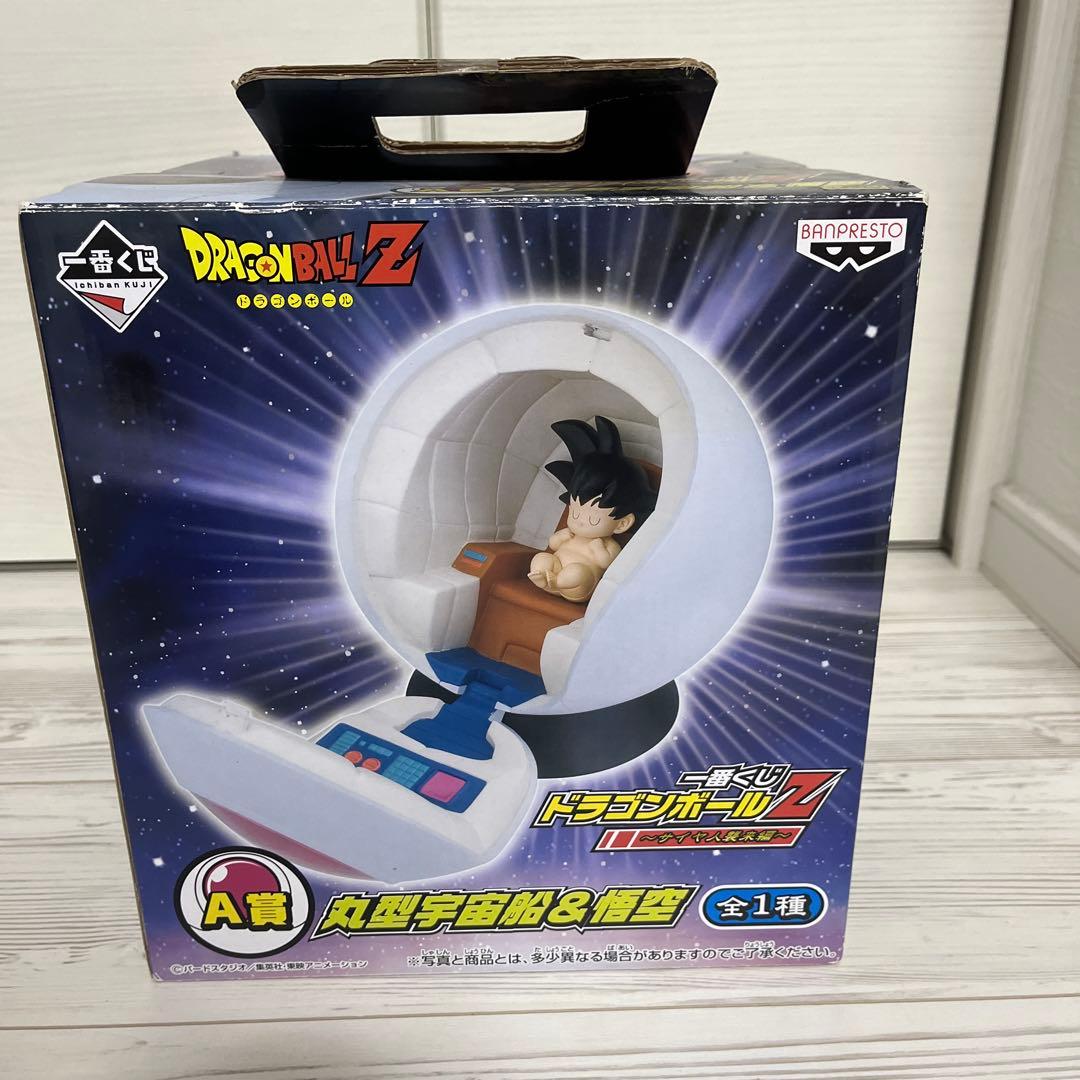 一番くじ
Ichiban KUJI
DRAGON BALL Z
ドラゴンボール
BANPRESTO
一番くじ
ドラゴンボールZ
～サイヤ人襲来編～
A賞
丸型宇宙船&悟空
全1種
※写真と商品とは、多少異なる場合がありますのでご了承ください。
©バードスタジオ/集英社・東映アニメーション